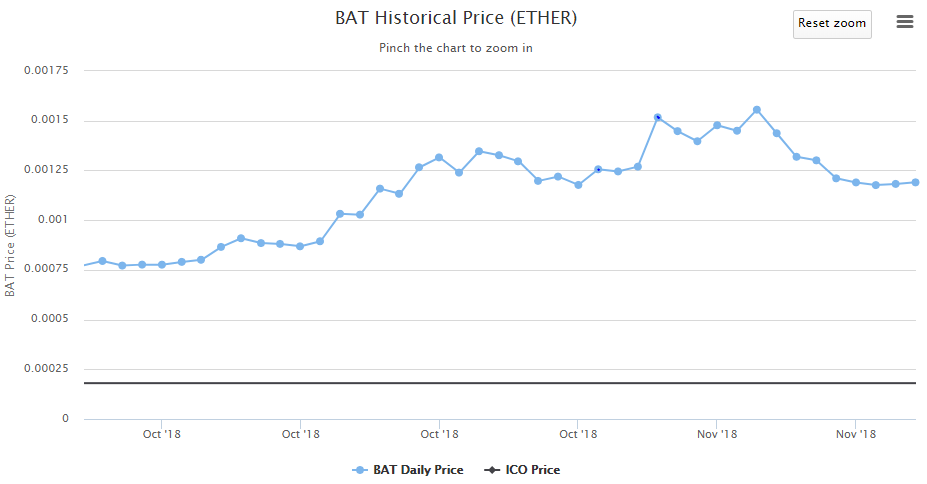 BAT Historical Price (ETHER)
Reset zoom
Pinch the chart to zoom in
BAT Price (ETHER)
0.00175
0.0015
0.00125
0.001
0.00075
0.0005
0.00025
0
Oct '18 Oct '18 Oct '18 Oct '18 Nov '18 Nov '18
BAT Daily Price ICO Price